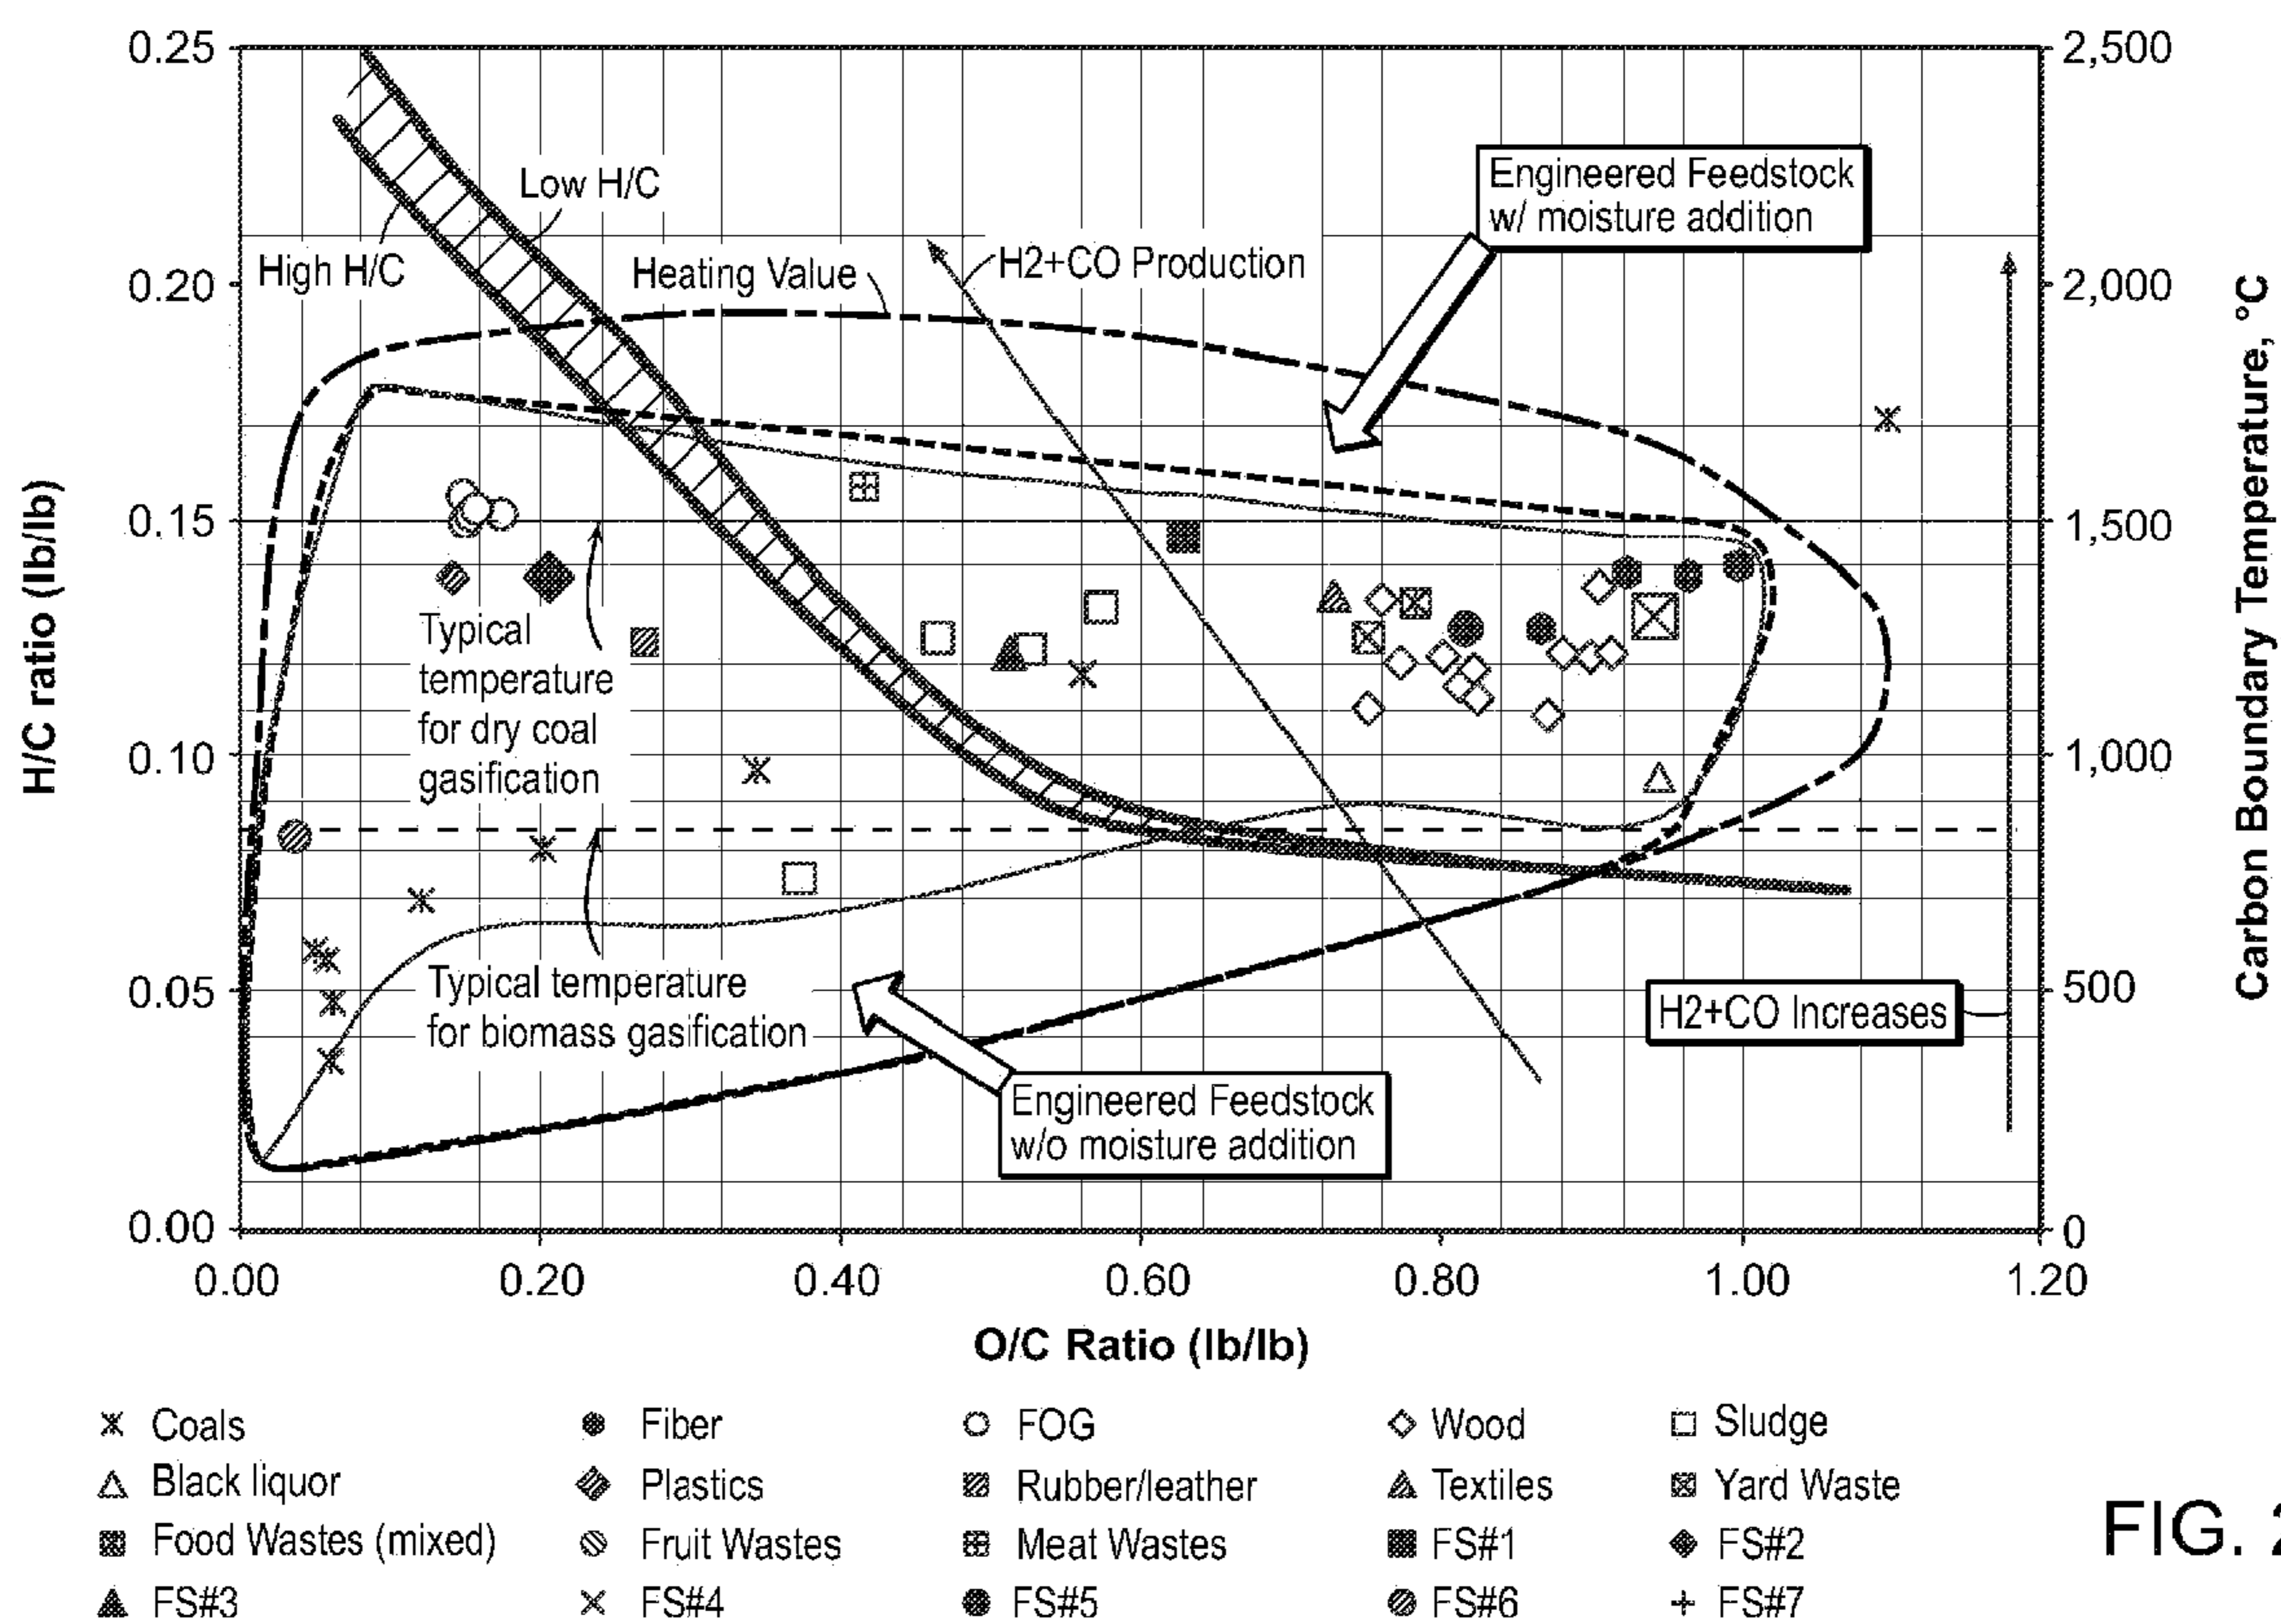 0.25
0.20
0.15
0.10
0.05
0.00
H/C ratio (lb/lb)
2,500
2,000
1,500
1,000
500
0
Carbon Boundary Temperature, °C
Low H/C
High H/C
Heating Value
H2+CO Production
Engineered Feedstock
w/ moisture addition
Typical
temperature
for dry coal
gasification
Typical temperature
for biomass gasification
Engineered Feedstock
w/o moisture addition
H2+CO Increases
0.00 0.20 0.40 0.60 0.80 1.00 1.20
O/C Ratio (lb/lb)
Coals Fiber FOG Wood Sludge
Black liquor Plastics Rubber/leather Textiles Yard Waste
Food Wastes (mixed) Fruit Wastes Meat Wastes FS#1 FS#2
FS#3 FS#4 FS#5 FS#6 FS#7
FIG. 2